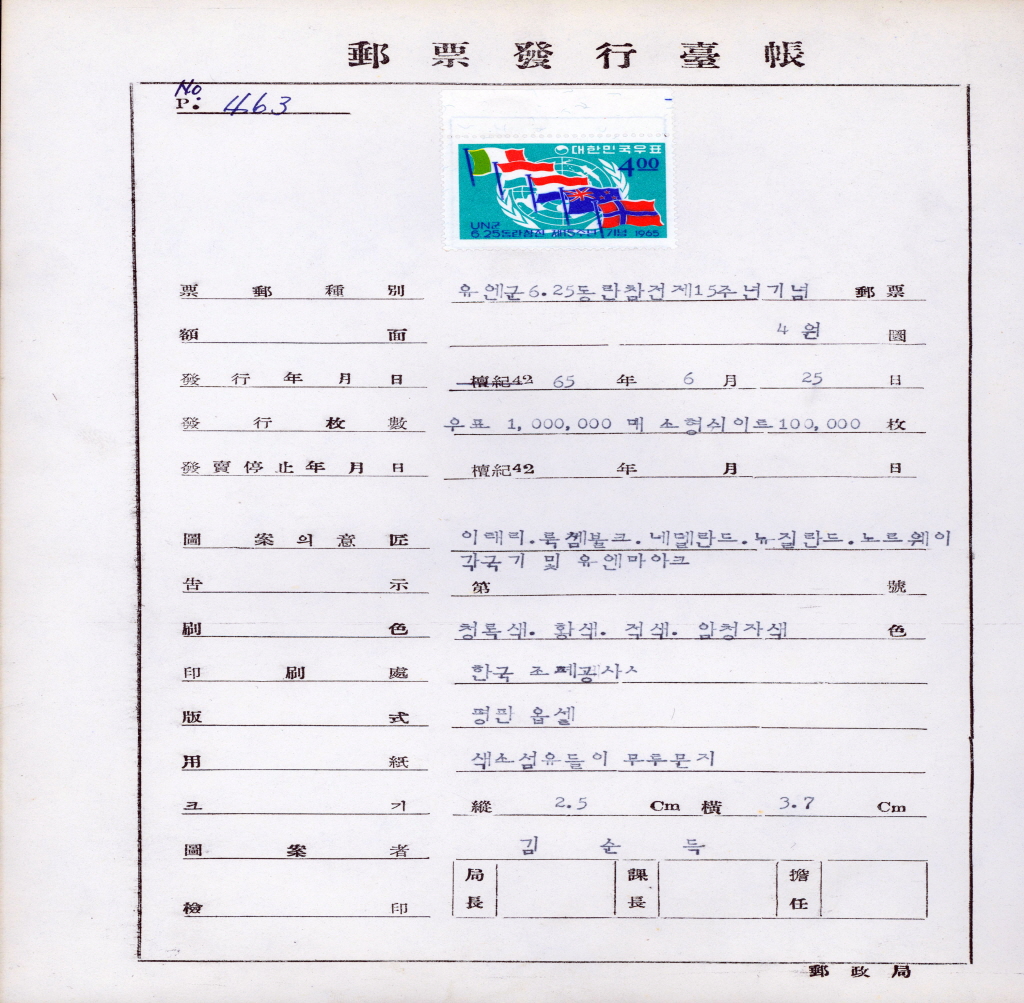 郵票發行臺帳
No
P: 463
대한민국우표
4 00
UN군
6.25동란참전 제15주년기념 1965
票郵種別 유엔군6.25동란참전제15주년기념 郵票
額面 4 원 圜
發行年月日 檀紀42 65 年 6 月 25 日
發行枚數 우표 1,000,000 매 소형쉬이트100,000 枚
發賣停止年月日 檀紀42 年 月 日
圖案의意匠 이태리.룩쎔불크.네델란드.뉴질란드.노르웨이
각국기 및 유엔마아크
告示 第 號
刷色 청록색. 황색. 적색. 암청자색 色
印刷處 한국 조폐공사
版式 평판 옵셀
用紙 색소섬유들이 무루문지
크기 縱 2.5 Cm 橫 3.7 Cm
圖案者 김순득
檢印 局長 課長 擔任
郵政局